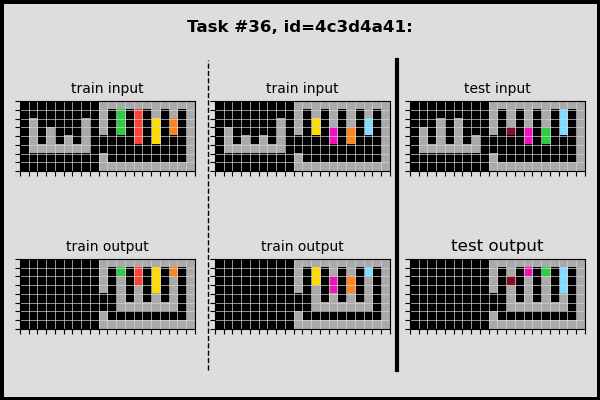 Task #36, id=4c3d4a41:
train input
train input
test input
train output
train output
test output